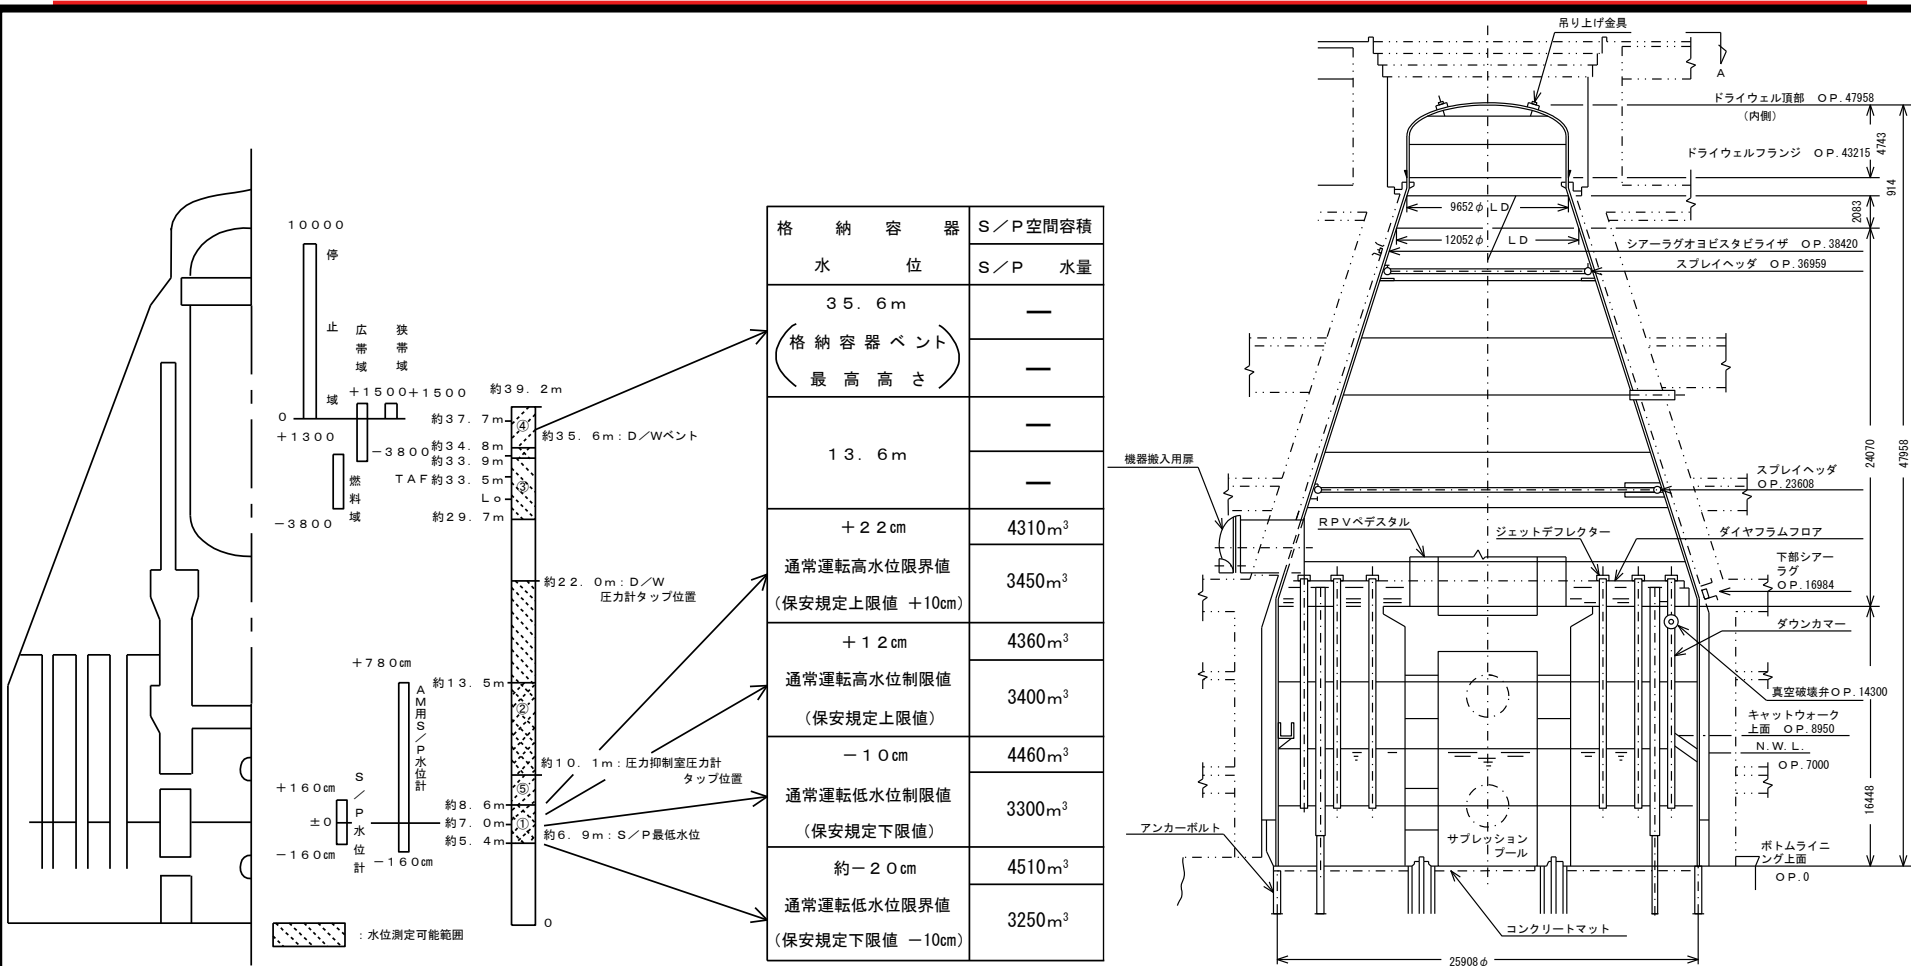 10000
停止域
広帯域
狭帯域
+1500
+1500
0
+1300
-3800
燃料域
-3800
TAF
Lo
約39.2m
約37.7m
④
約35.6m:D/Wベント
約34.8m
約33.9m
約33.5m
③
約29.7m
約22.0m:D/W
圧力計タップ位置
+780cm
約13.5m
AM用S/P水位計
②
約10.1m:圧力抑制室圧力計
タップ位置
+160cm
S/P水位計
⑤
約8.6m
±0
約7.0m
①
約6.9m:S/P最低水位
約5.4m
-160cm
-160cm
0
:水位測定可能範囲
格納容器
水位
S/P空間容積
S/P 水量
35.6m
(格納容器ベント
最高高さ)
—
—
13.6m
—
—
+22cm
通常運転高水位限界値
(保安規定上限値 +10cm)
4310m³
3450m³
+12cm
通常運転高水位制限値
(保安規定上限値)
4360m³
3400m³
-10cm
通常運転低水位制限値
(保安規定下限値)
4460m³
3300m³
約-20cm
通常運転低水位限界値
(保安規定下限値 -10cm)
4510m³
3250m³
吊り上げ金具
A
ドライウェル頂部 OP.47958
(内側)
4743
ドライウェルフランジ OP.43215
914
9652φ LD
2083
12052φ LD
シアーラグオヨビスタビライザ OP.38420
スプレイヘッダ OP.36959
24070
47958
機器搬入用扉
スプレイヘッダ
OP.23608
RPVペデスタル
ジェットデフレクター
ダイヤフラムフロア
下部シアー
ラグ
OP.16984
ダウンカマー
真空破壊弁OP.14300
キャットウォーク
上面 OP.8950
N.W.L.
OP.7000
16448
アンカーボルト
サプレッション
プール
ボトムライニ
ング上面
OP.0
コンクリートマット
25908φ